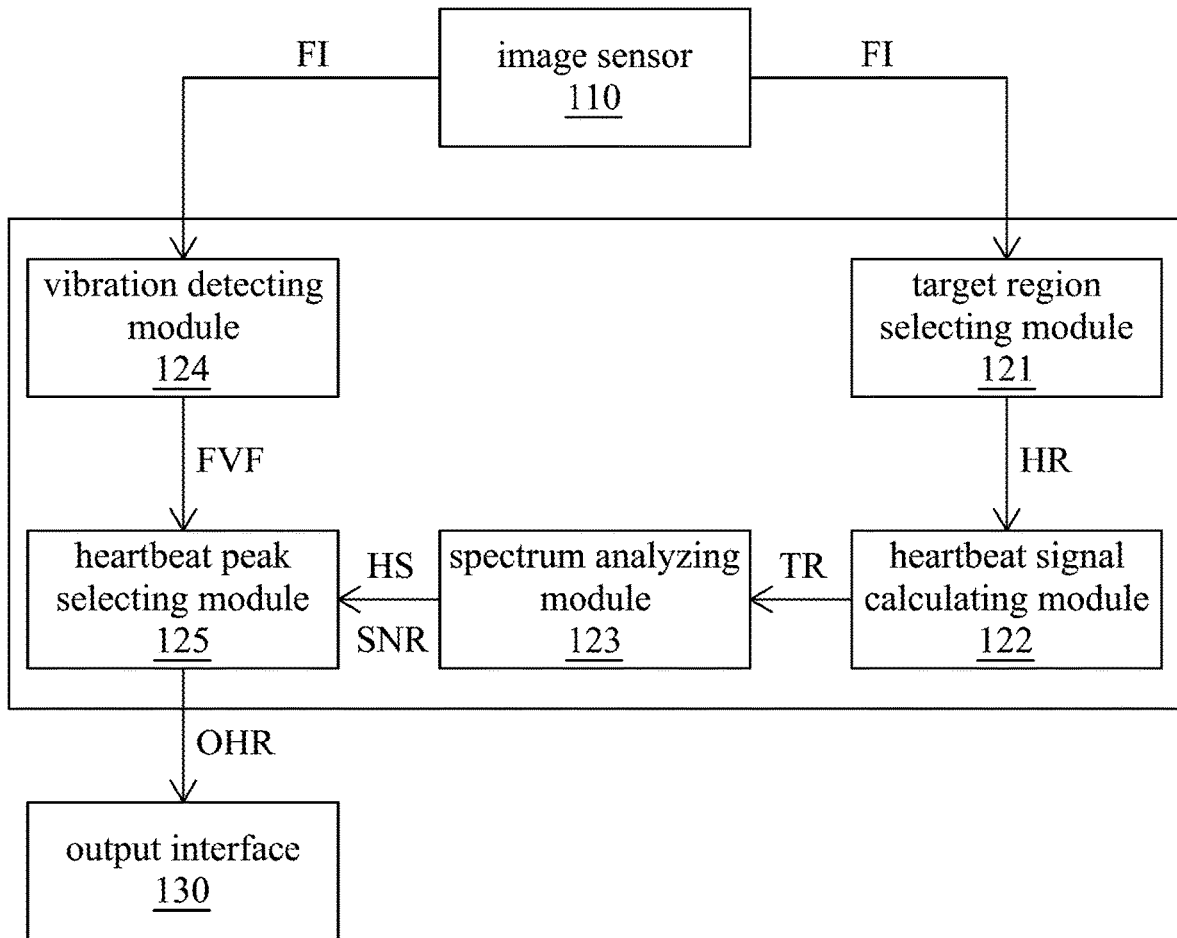 FI
image sensor
110
FI
vibration detecting
module
124
target region
selecting module
121
FVF
HR
heartbeat peak
selecting module
125
HS
SNR
spectrum analyzing
module
123
TR
heartbeat signal
calculating module
122
OHR
output interface
130